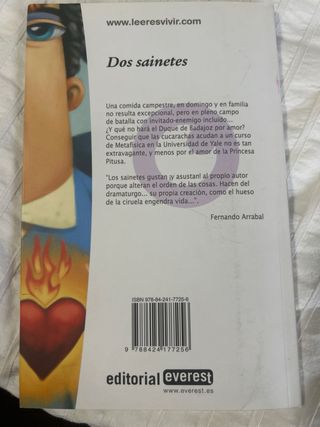 www.leeresvivir.com
Dos sainetes
Una comida campestre, en domingo y en familia
no resulta excepcional, pero en pleno campo de
batalla con invitado-enemigo incluido...
¿Y qué no hará el Duque de Badajoz por amor?
Conseguir que las cucarachas acudan a un curso
de Metafísica en la Universidad de Yale no es tan
extravagante, y menos por el amor de la Princesa
Pitusa.
"Los sainetes gustan ¡y asustan! al propio autor
porque alteran el orden de las cosas. Hacen del
dramaturgo... su propia creación, como el hueso
de la ciruela engendra vida...".
Fernando Arrabal
ISBN 978-84-241-7725-6
9 788424 177256
editorial everest
www.everest.es